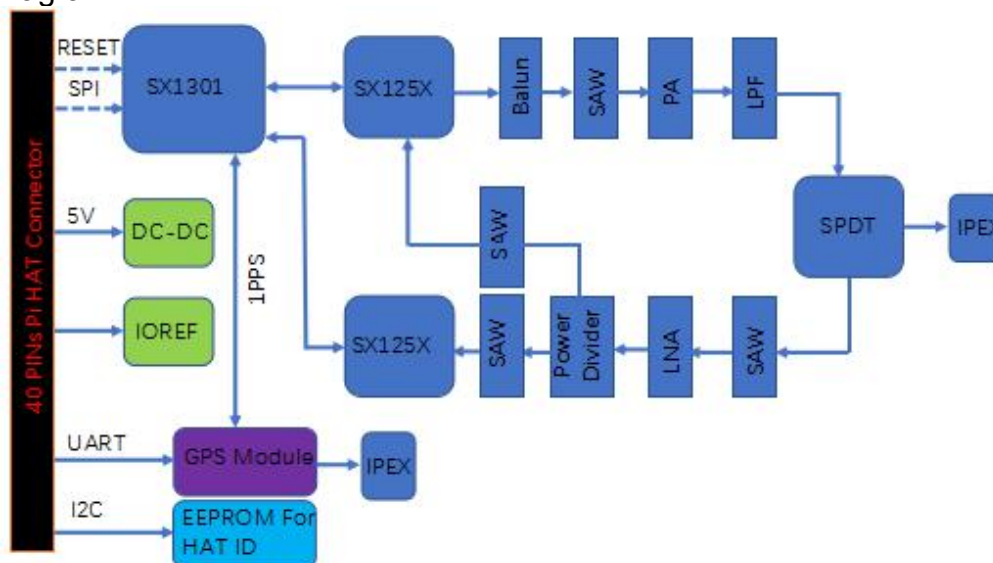 RESET
SPI
SX1301
SX125X
Balun
SAW
PA
LPF
SPDT
IPEX
5V
DC-DC
SAW
40 PINs Pi HAT Connector
1PPS
IOREF
SX125X
SAW
Power
Divider
LNA
SAW
UART
GPS Module
IPEX
I2C
EEPROM For
HAT ID